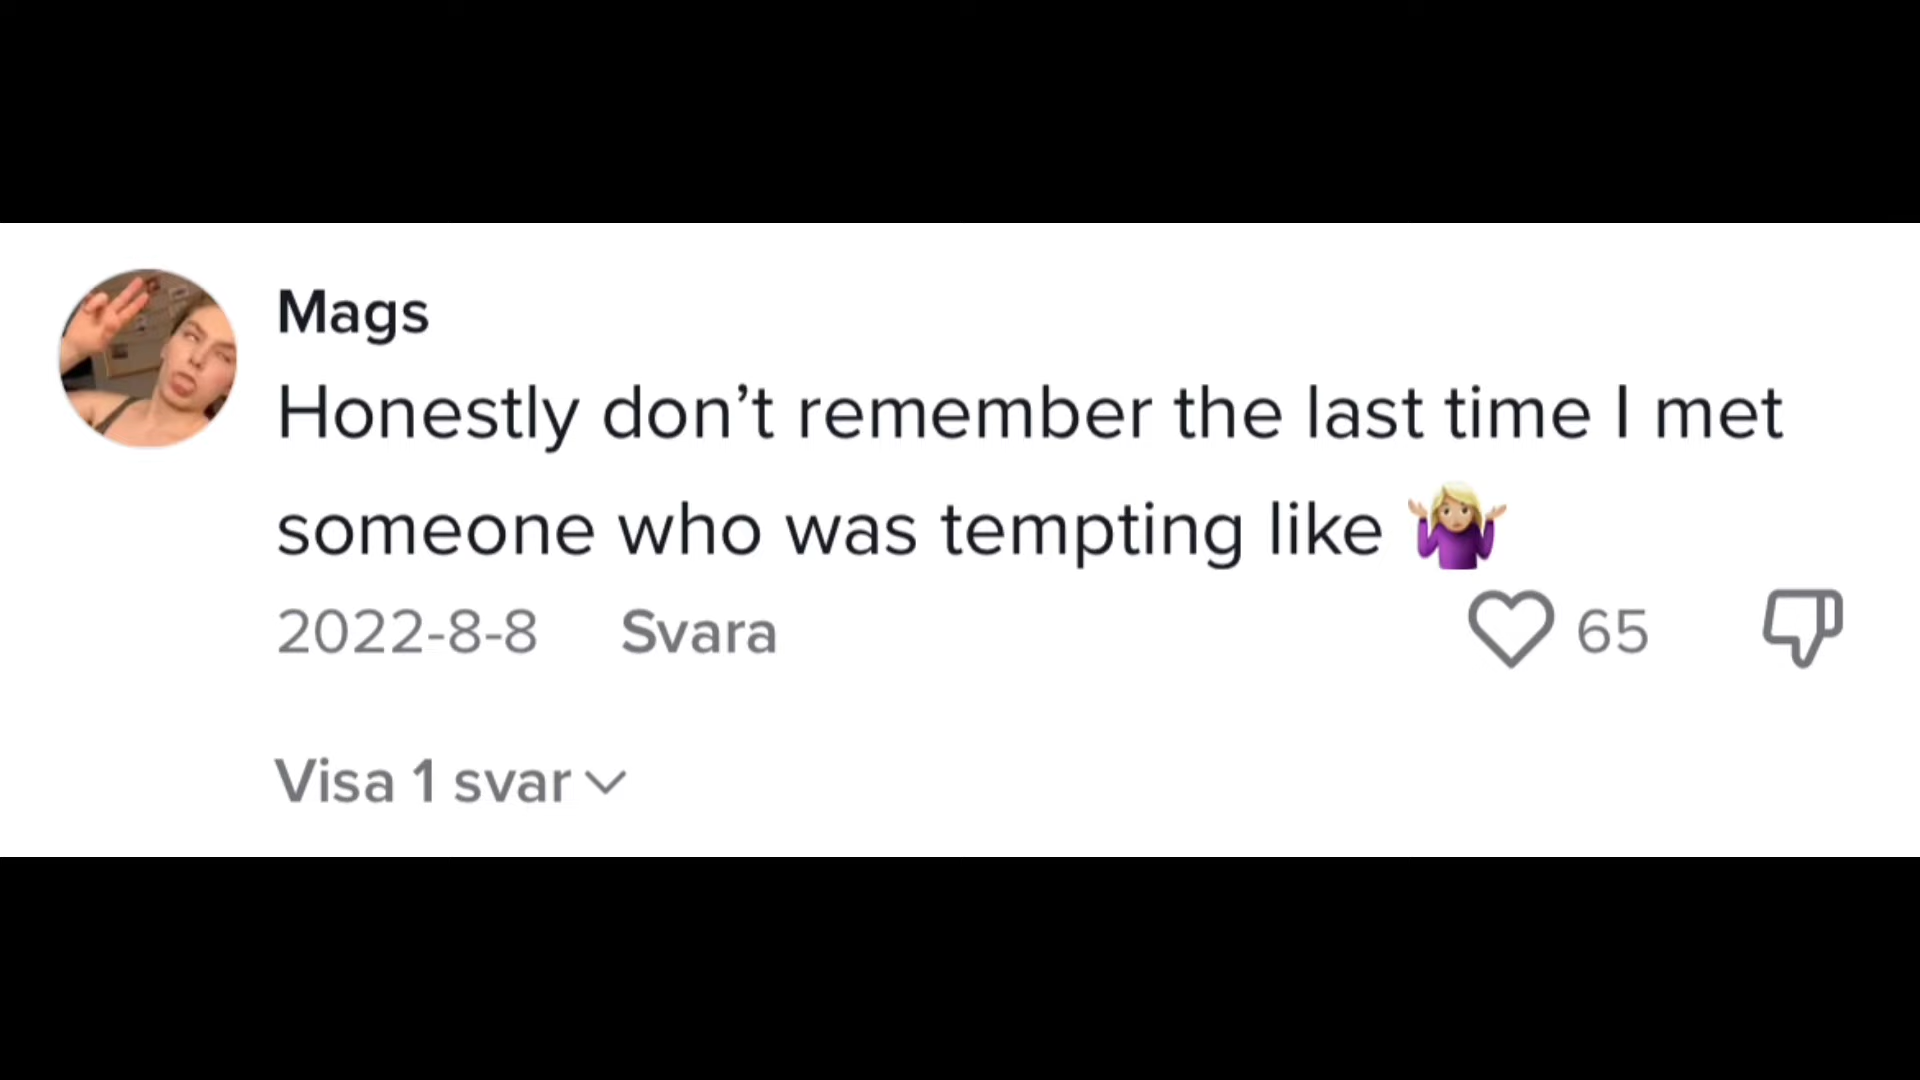 Mags
Honestly don’t remember the last time I met
someone who was tempting like 🤷🏼‍♀️
2022-8-8 Svara 65
Visa 1 svar